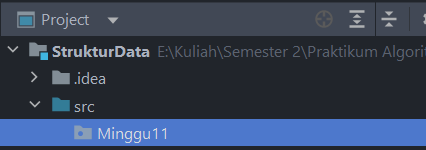 Project
StrukturData E:\Kuliah\Semester 2\Praktikum Algorit
.idea
src
Minggu11